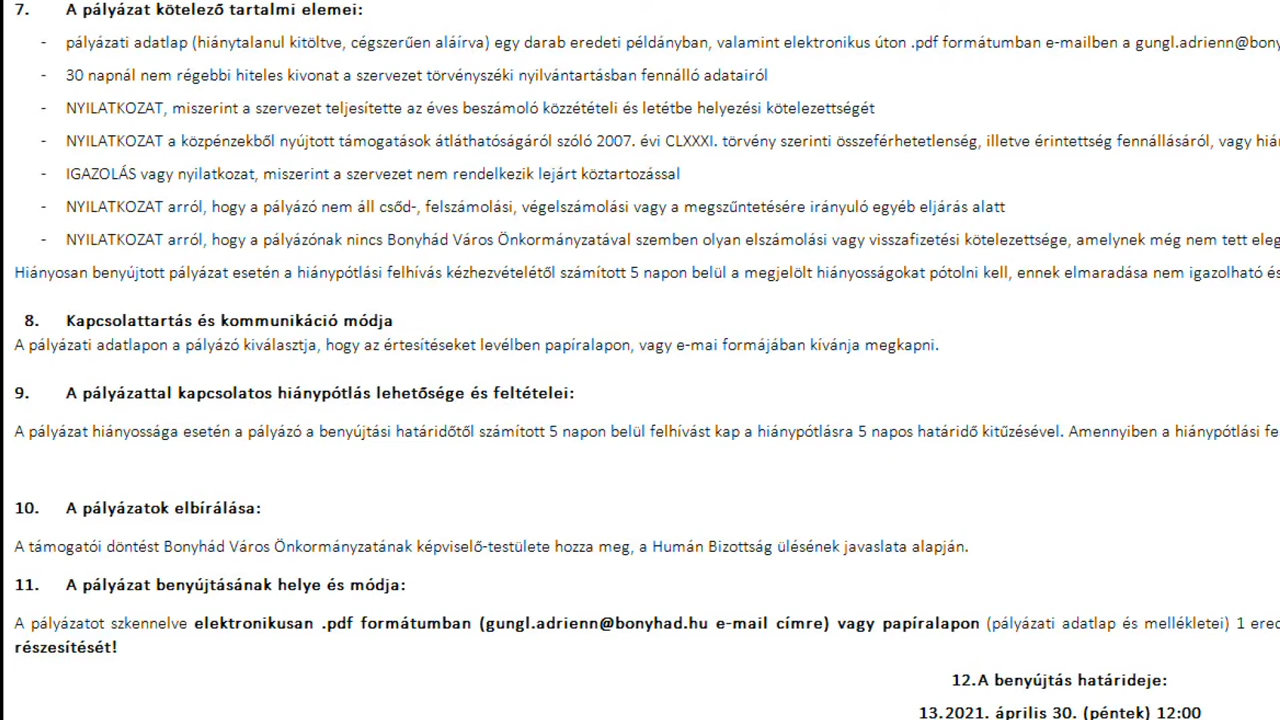 7. A pályázat kötelező tartalmi elemei:
- pályázati adatlap (hiánytalanul kitöltve, cégszerűen aláírva) egy darab eredeti példányban, valamint elektronikus úton .pdf formátumban e-mailben a gungl.adrienn@bony
- 30 napnál nem régebbi hiteles kivonat a szervezet törvényszéki nyilvántartásban fennálló adatairól
- NYILATKOZAT, miszerint a szervezet teljesítette az éves beszámoló közzétételi és letétbe helyezési kötelezettségét
- NYILATKOZAT a közpénzekből nyújtott támogatások átláthatóságáról szóló 2007. évi CLXXXI. törvény szerinti összeférhetetlenség, illetve érintettség fennállásáról, vagy
- IGAZOLÁS vagy nyilatkozat, miszerint a szervezet nem rendelkezik lejárt köztartozással
- NYILATKOZAT arról, hogy a pályázó nem áll csőd-, felszámolási, végelszámolási vagy a megszűntetésére irányuló egyéb eljárás alatt
- NYILATKOZAT arról, hogy a pályázónak nincs Bonyhád Város Önkormányzatával szemben olyan elszámolási vagy visszafizetési kötelezettsége, amelynek még nem tett eleg
Hiányosan benyújtott pályázat esetén a hiánypótlási felhívás kézhezvételétől számított 5 napon belül a megjelölt hiányosságokat pótolni kell, ennek elmaradása nem igazolható és
8. Kapcsolattartás és kommunikáció módja
A pályázati adatlapon a pályázó kiválasztja, hogy az értesítéseket levélben papíralapon, vagy e-mai formájában kívánja megkapni.
9. A pályázattal kapcsolatos hiánypótlás lehetősége és feltételei:
A pályázat hiányossága esetén a pályázó a benyújtási határidőtől számított 5 napon belül felhívást kap a hiánypótlásra 5 napos határidő kitűzésével. Amennyiben a hiánypótlási fe
10. A pályázatok elbírálása:
A támogatói döntést Bonyhád Város Önkormányzatának képviselő-testülete hozza meg, a Humán Bizottság ülésének javaslata alapján.
11. A pályázat benyújtásának helye és módja:
A pályázatot szkennelve elektronikusan .pdf formátumban (gungl.adrienn@bonyhad.hu e-mail címre) vagy papíralapon (pályázati adatlap és mellékletei) 1 ered
részesítését!
12.A benyújtás határideje:
13.2021. április 30. (péntek) 12:00